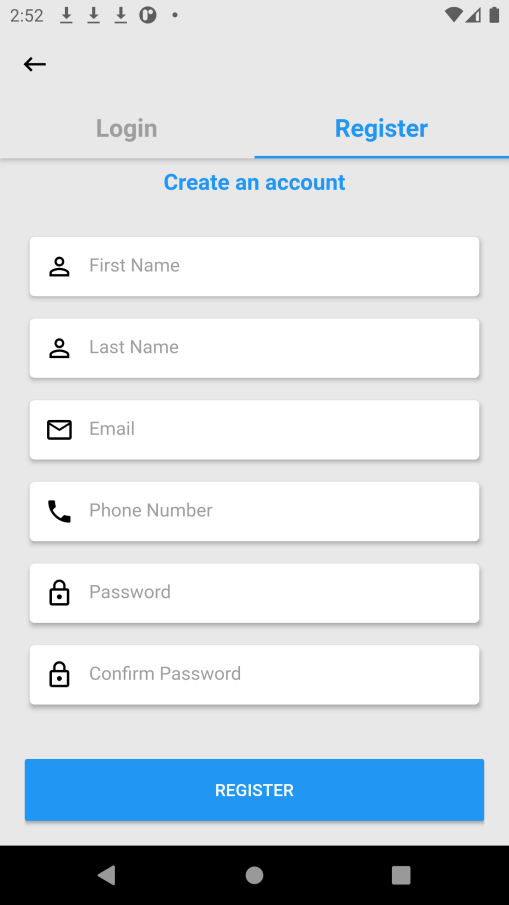 2:52
Login
Register
Create an account
First Name
Last Name
Email
Phone Number
Password
Confirm Password
REGISTER